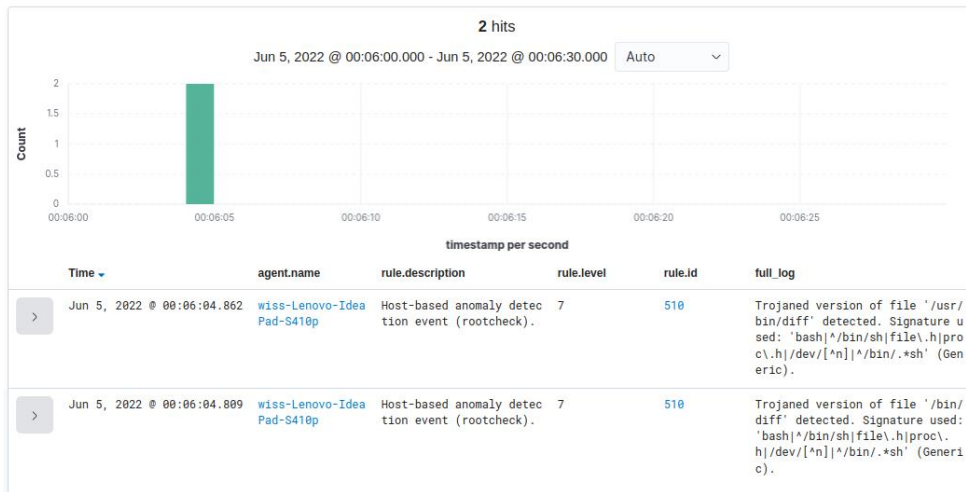 2 hits
Jun 5, 2022 @ 00:06:00.000 - Jun 5, 2022 @ 00:06:30.000 Auto
Count
2
1.5
1
0.5
0
00:06:00 00:06:05 00:06:10 00:06:15 00:06:20 00:06:25
timestamp per second
Time agent.name rule.description rule.level rule.id full_log
Jun 5, 2022 @ 00:06:04.862 wiss-Lenovo-Idea Host-based anomaly detec 7 510 Trojaned version of file '/usr/
Pad-S410p tion event (rootcheck). bin/diff' detected. Signature u
sed: 'bash|^/bin/sh|file\.h|pro
c\.h|/dev/[^n]|^/bin/.*sh' (Gen
eric).
Jun 5, 2022 @ 00:06:04.809 wiss-Lenovo-Idea Host-based anomaly detec 7 510 Trojaned version of file '/bin/
Pad-S410p tion event (rootcheck). diff' detected. Signature used:
'bash|^/bin/sh|file\.h|proc\.
h|/dev/[^n]|^/bin/.*sh' (Generi
c).